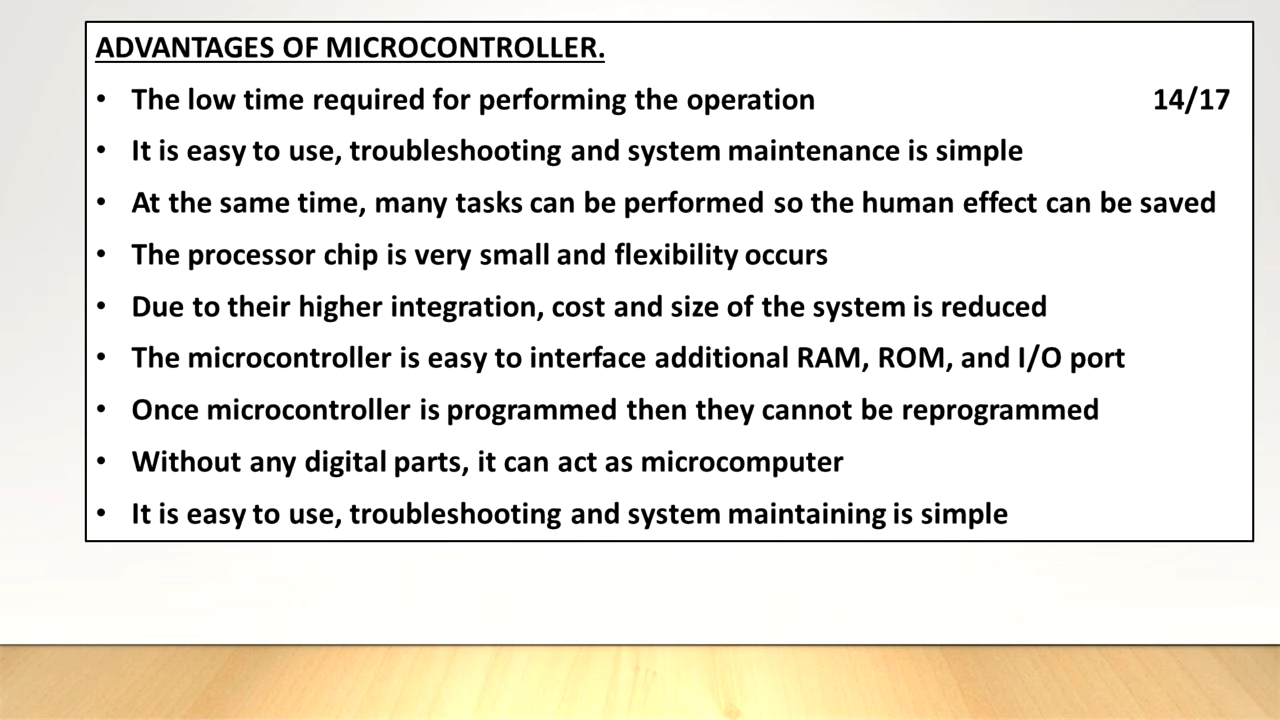 ADVANTAGES OF MICROCONTROLLER.
• The low time required for performing the operation 14/17
• It is easy to use, troubleshooting and system maintenance is simple
• At the same time, many tasks can be performed so the human effect can be saved
• The processor chip is very small and flexibility occurs
• Due to their higher integration, cost and size of the system is reduced
• The microcontroller is easy to interface additional RAM, ROM, and I/O port
• Once microcontroller is programmed then they cannot be reprogrammed
• Without any digital parts, it can act as microcomputer
• It is easy to use, troubleshooting and system maintaining is simple